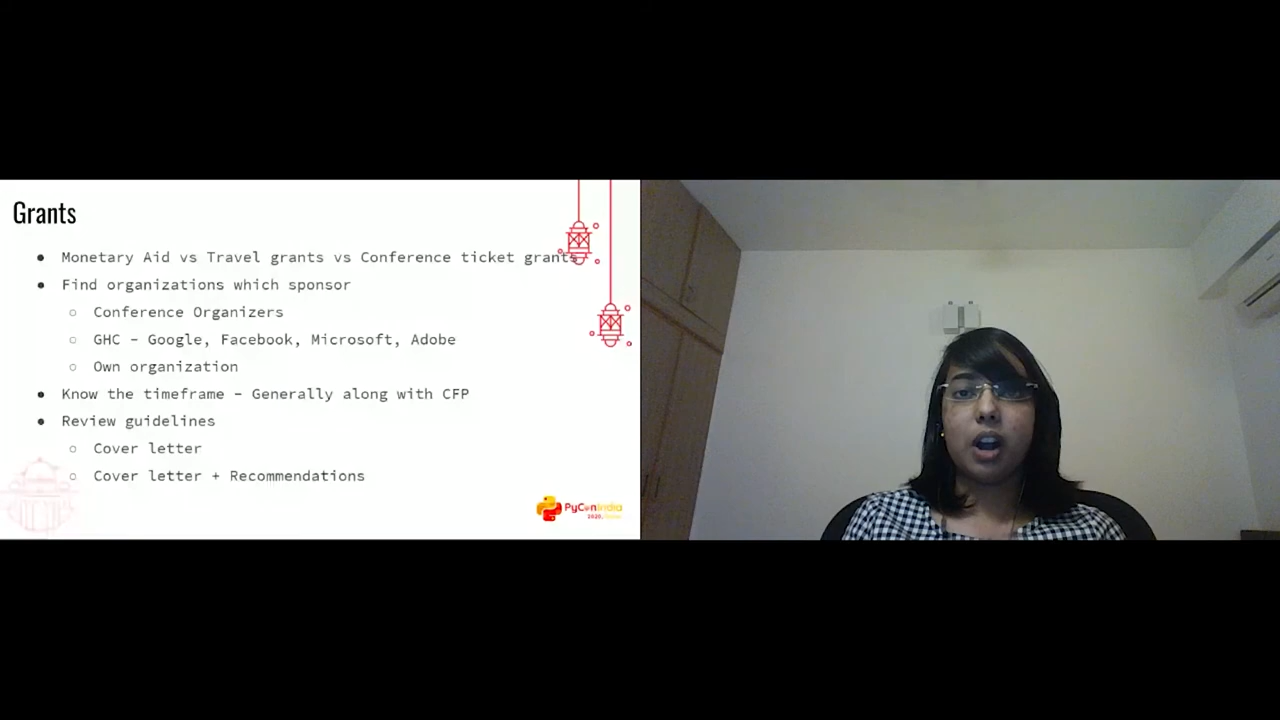 Grants
● Monetary Aid vs Travel grants vs Conference ticket grants
● Find organizations which sponsor
○ Conference Organizers
○ GHC – Google, Facebook, Microsoft, Adobe
○ Own organization
● Know the timeframe – Generally along with CFP
● Review guidelines
○ Cover letter
○ Cover letter + Recommendations
PyConIndia
2020, Online